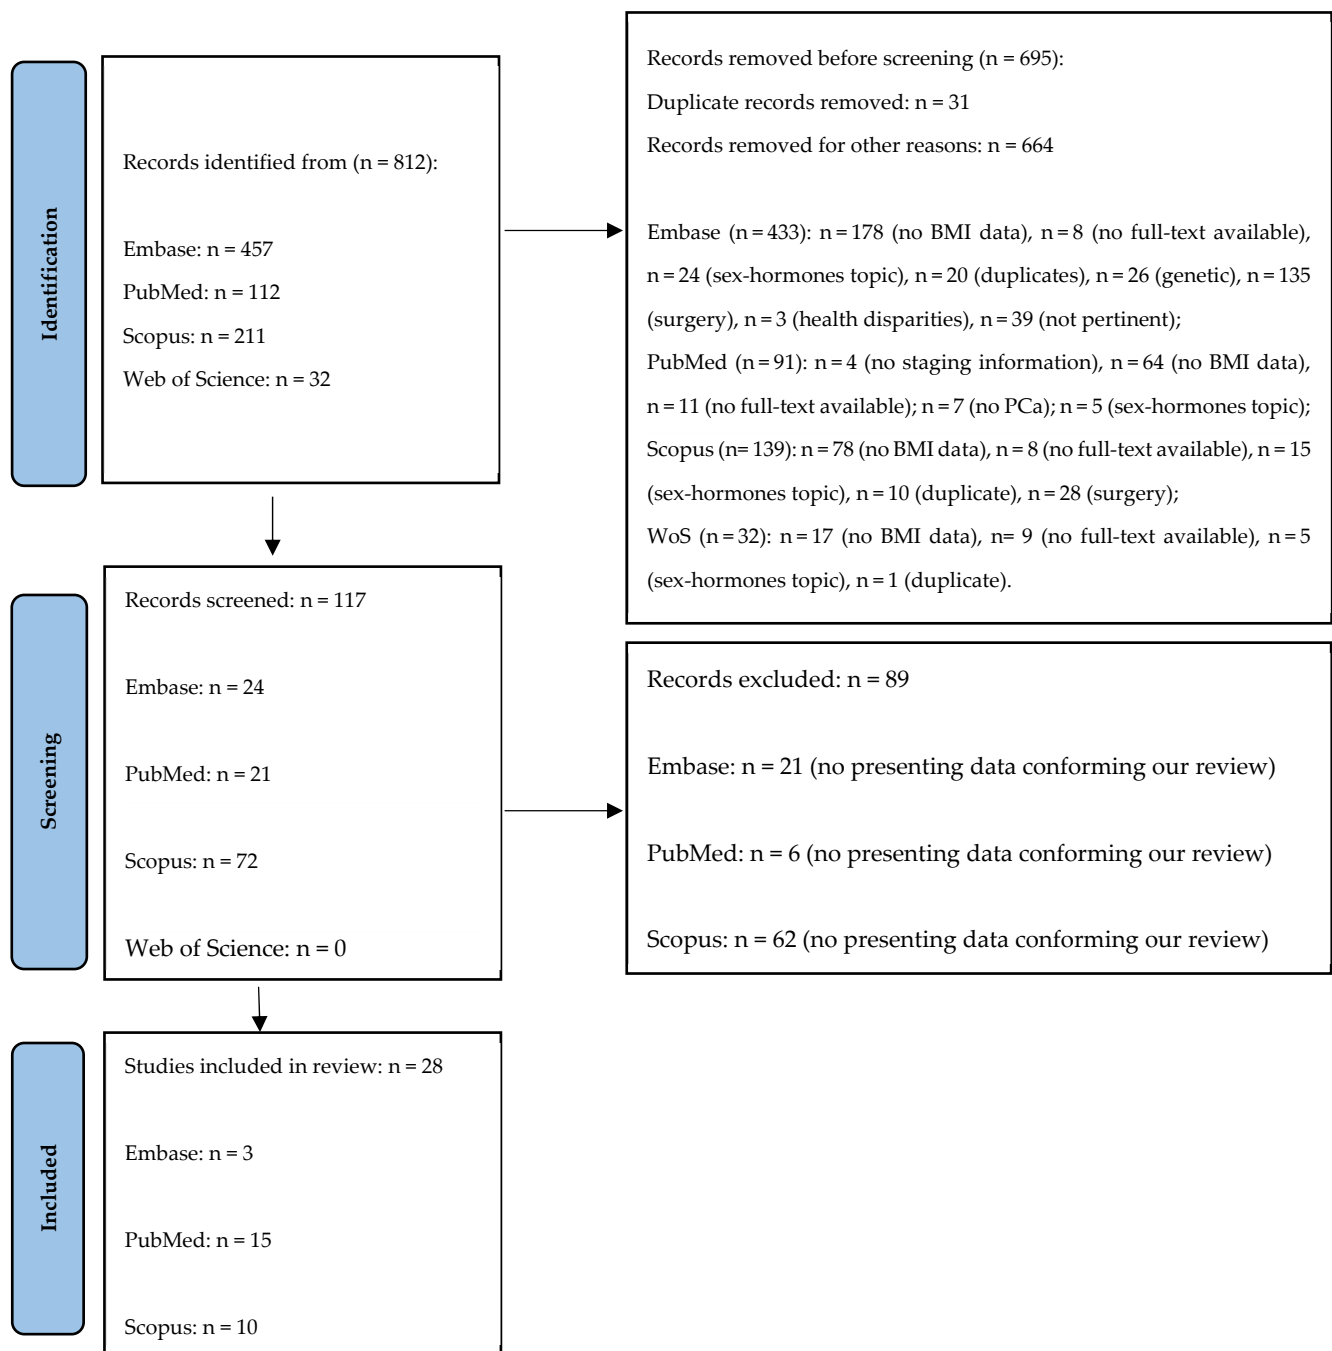 Identification
Records identified from (n = 812):
Embase: n = 457
PubMed: n = 112
Scopus: n = 211
Web of Science: n = 32
Records removed before screening (n = 695):
Duplicate records removed: n = 31
Records removed for other reasons: n = 664
Embase (n = 433): n = 178 (no BMI data), n = 8 (no full-text available),
n = 24 (sex-hormones topic), n = 20 (duplicates), n = 26 (genetic), n = 135
(surgery), n = 3 (health disparities), n = 39 (not pertinent);
PubMed (n = 91): n = 4 (no staging information), n = 64 (no BMI data),
n = 11 (no full-text available); n = 7 (no PCa); n = 5 (sex-hormones topic);
Scopus (n= 139): n = 78 (no BMI data), n = 8 (no full-text available), n = 15
(sex-hormones topic), n = 10 (duplicate), n = 28 (surgery);
WoS (n = 32): n = 17 (no BMI data), n= 9 (no full-text available), n = 5
(sex-hormones topic), n = 1 (duplicate).
Screening
Records screened: n = 117
Embase: n = 24
PubMed: n = 21
Scopus: n = 72
Web of Science: n = 0
Records excluded: n = 89
Embase: n = 21 (no presenting data conforming our review)
PubMed: n = 6 (no presenting data conforming our review)
Scopus: n = 62 (no presenting data conforming our review)
Included
Studies included in review: n = 28
Embase: n = 3
PubMed: n = 15
Scopus: n = 10